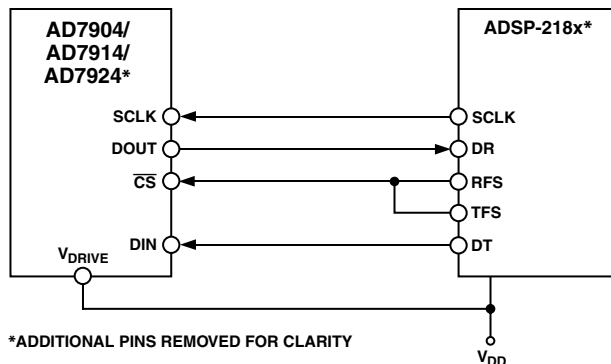 AD7904/
AD7914/
AD7924*
SCLK
DOUT
CS
DIN
VDRIVE
ADSP-218x*
SCLK
DR
RFS
TFS
DT
VDD
*ADDITIONAL PINS REMOVED FOR CLARITY